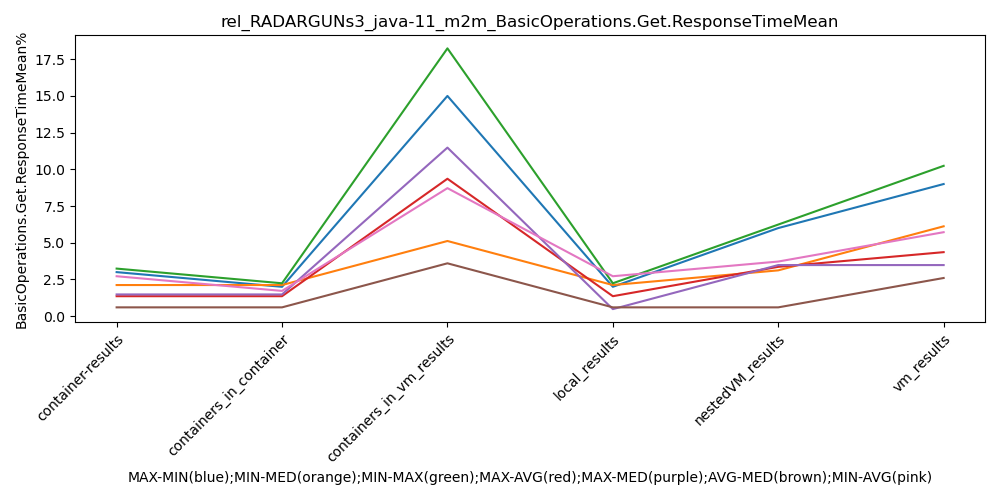 rel_RADARGUNs3_java-11_m2m_BasicOperations.Get.ResponseTimeMean
BasicOperations.Get.ResponseTimeMean%
17.5
15.0
12.5
10.0
7.5
5.0
2.5
0.0
container-results
containers_in_container
containers_in_vm_results
local_results
nestedVM_results
vm_results
MAX-MIN(blue);MIN-MED(orange);MIN-MAX(green);MAX-AVG(red);MAX-MED(purple);AVG-MED(brown);MIN-AVG(pink)